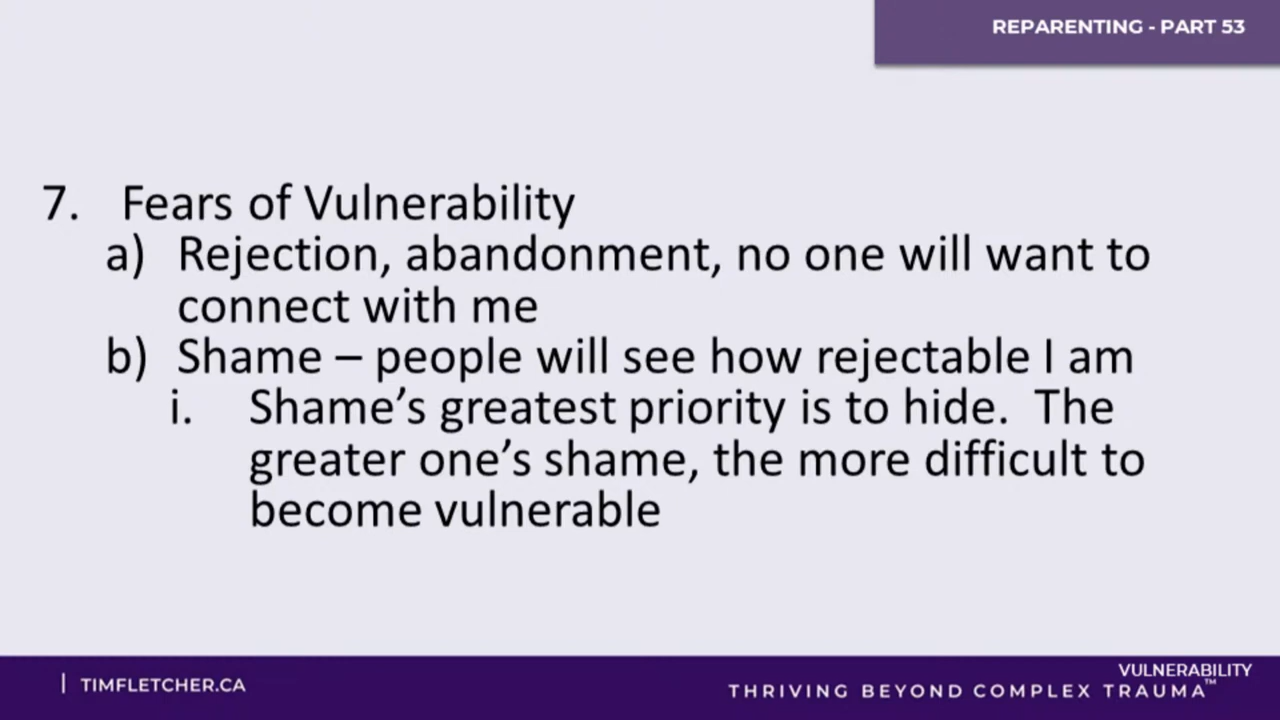 REPARENTING - PART 53
7. Fears of Vulnerability
a) Rejection, abandonment, no one will want to
connect with me
b) Shame – people will see how rejectable I am
i. Shame’s greatest priority is to hide. The
greater one’s shame, the more difficult to
become vulnerable
| TIMFLETCHER.CA
VULNERABILITY
THRIVING BEYOND COMPLEX TRAUMA™